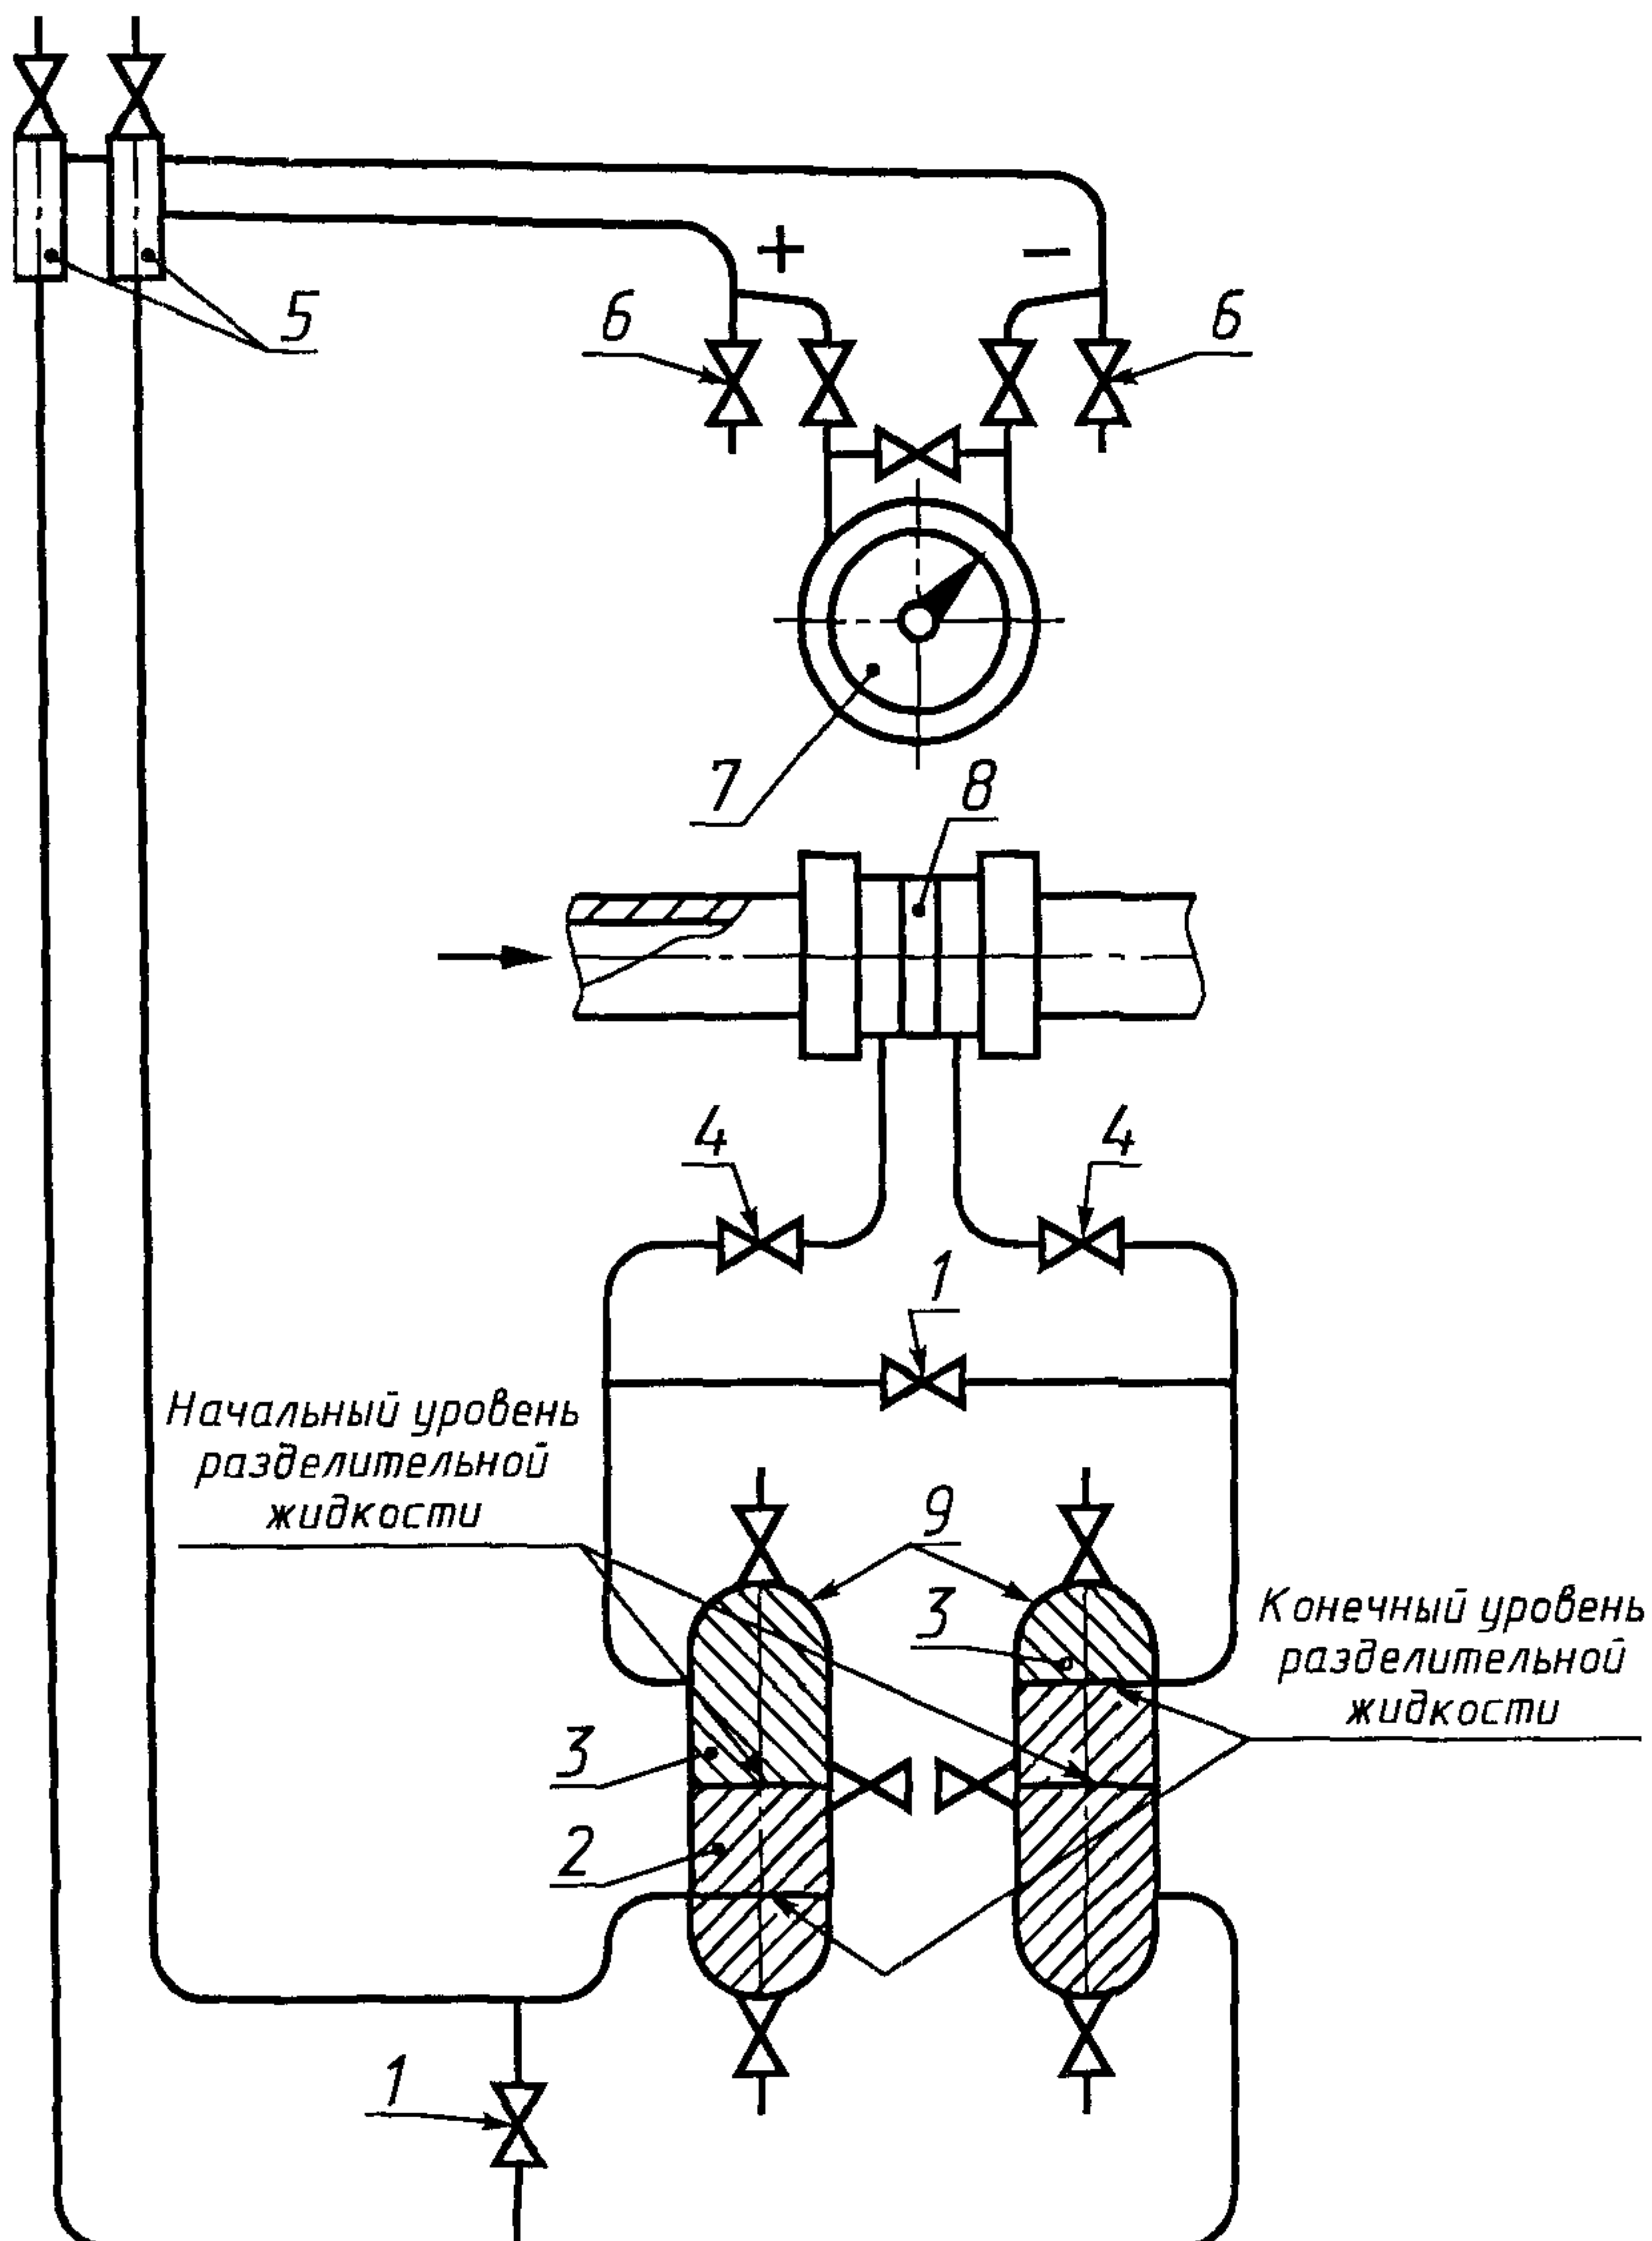 +
−
5
6
6
7
8
4
4
1
Начальный уровень
разделительной
жидкости
9
3
Конечный уровень
разделительной
жидкости
3
2
1